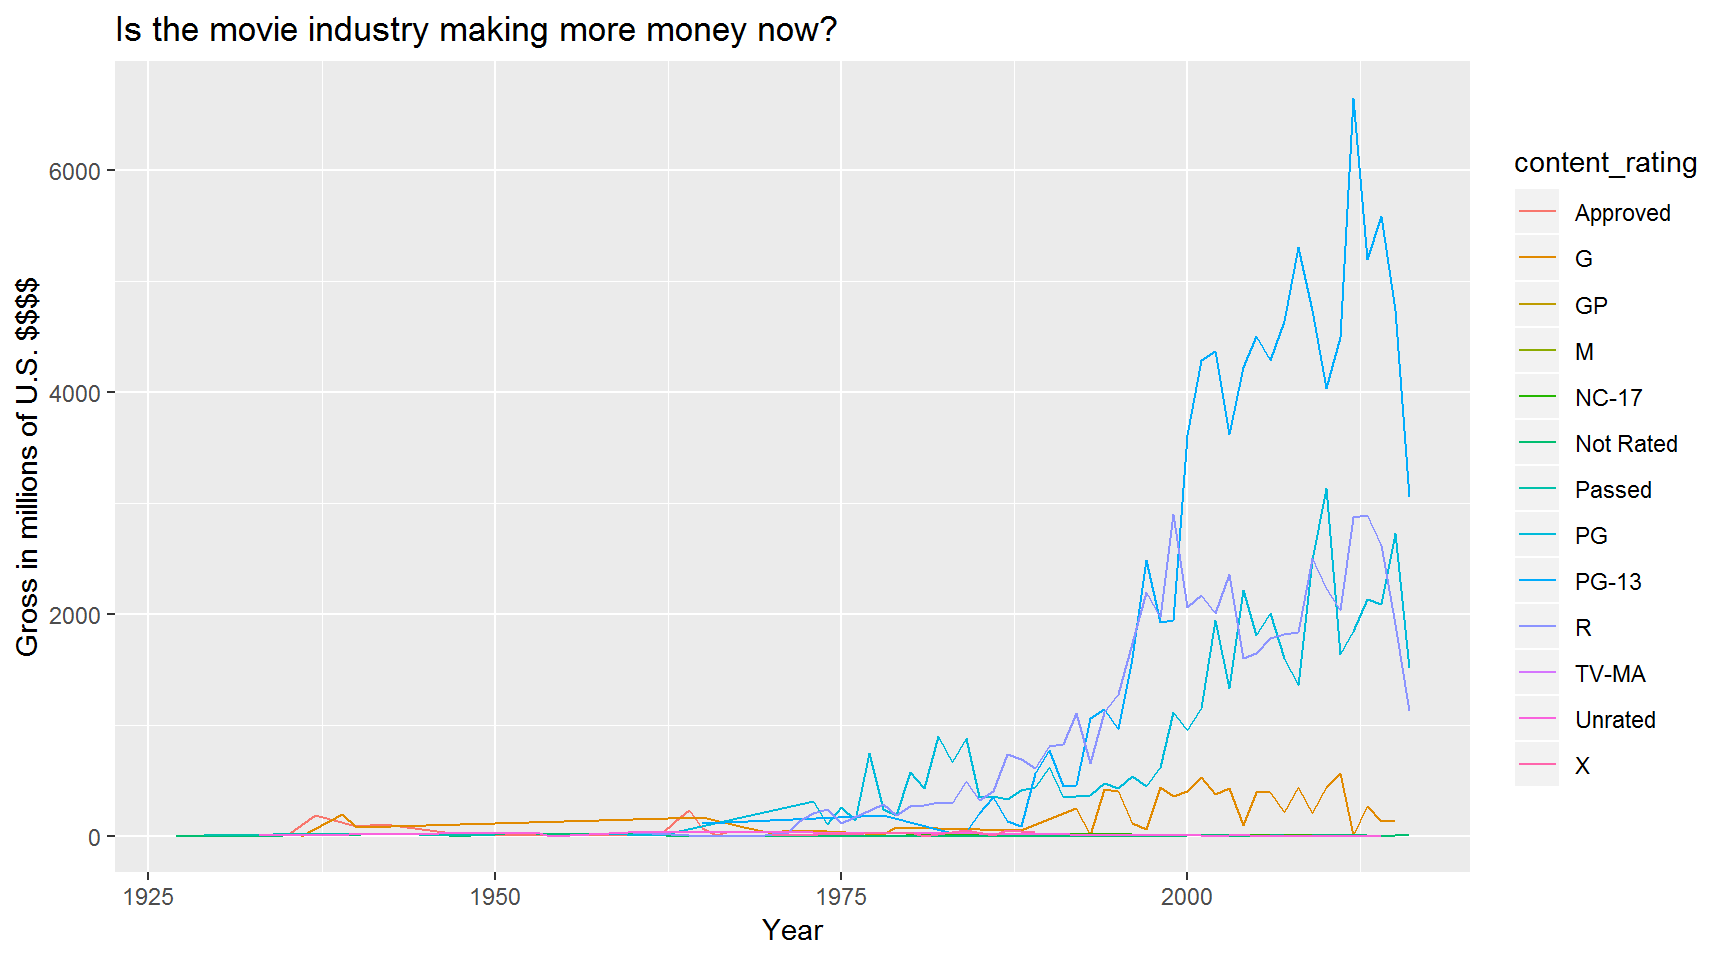 Is the movie industry making more money now?
Gross in millions of U.S. $$$$
6000
4000
2000
0
1925
1950
1975
2000
Year
content_rating
Approved
G
GP
M
NC-17
Not Rated
Passed
PG
PG-13
R
TV-MA
Unrated
X